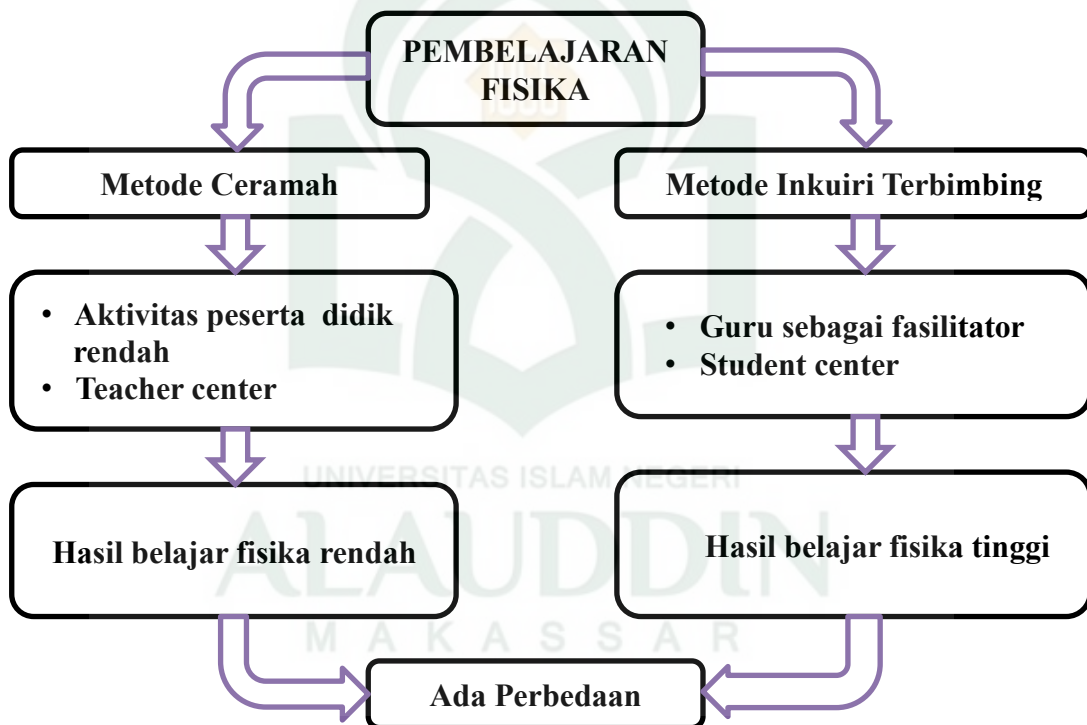 PEMBELAJARAN
FISIKA
Metode Ceramah
Metode Inkuiri Terbimbing
• Aktivitas peserta didik
rendah
• Teacher center
• Guru sebagai fasilitator
• Student center
Hasil belajar fisika rendah
Hasil belajar fisika tinggi
Ada Perbedaan
UNIVERSITAS ISLAM NEGERI
ALAUDDIN
MAKASSAR